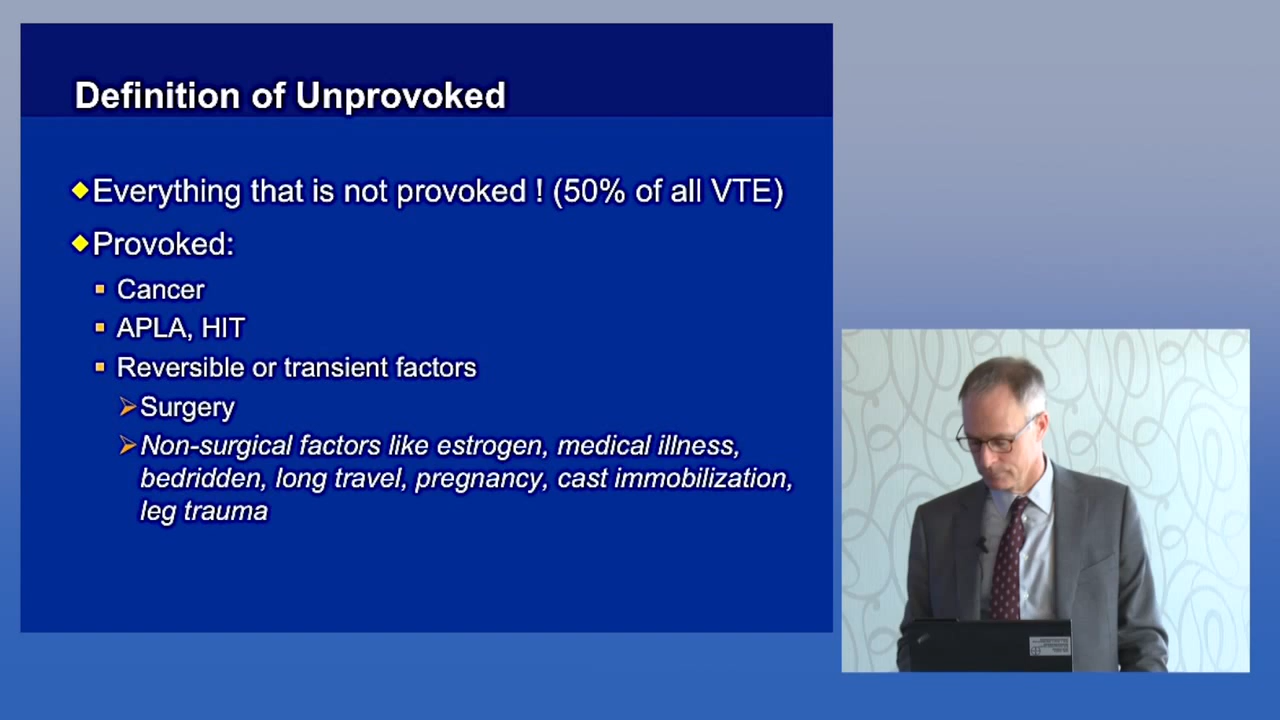 Definition of Unprovoked
Everything that is not provoked ! (50% of all VTE)
Provoked:
Cancer
APLA, HIT
Reversible or transient factors
Surgery
Non-surgical factors like estrogen, medical illness,
bedridden, long travel, pregnancy, cast immobilization,
leg trauma